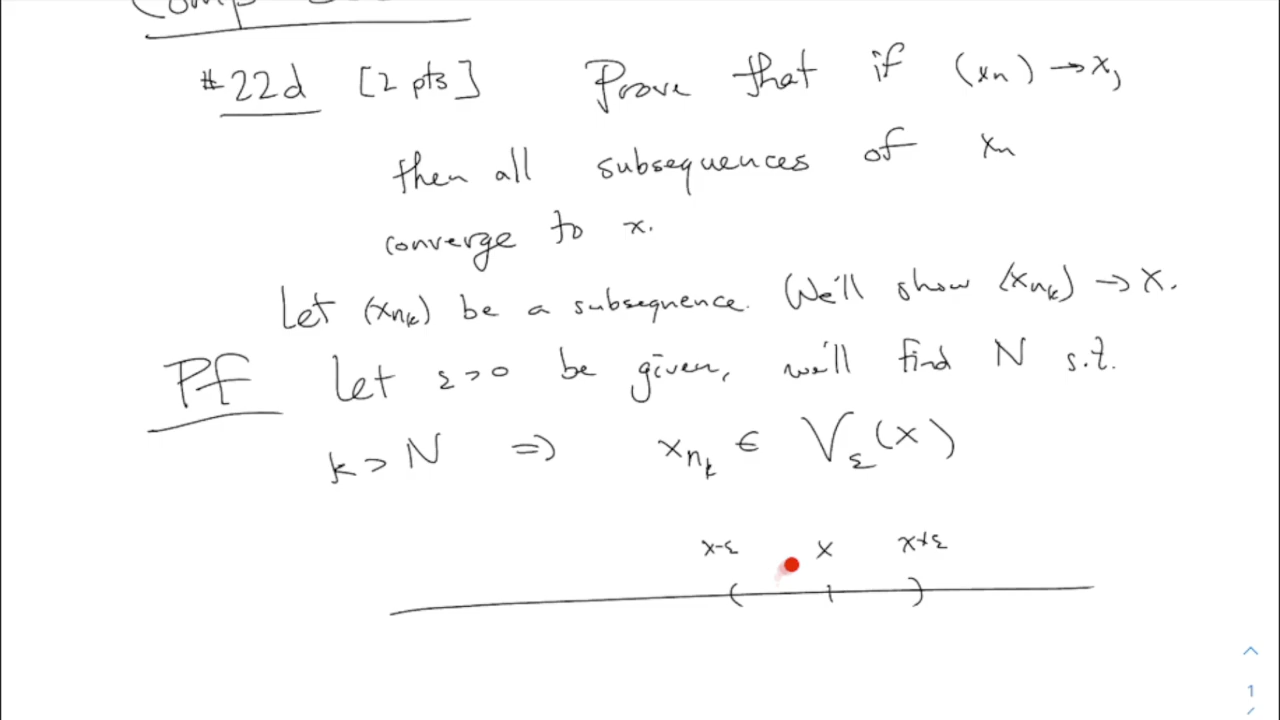 #22d [2 pts] Prove that if (xn) → x,
then all subsequences of xn
converge to x.
Let (xnₖ) be a subsequence. We'll show (xnₖ) → x.
Pf Let ε>0 be given, we'll find N s.t.
k > N ⇒ xnₖ ∈ Vε(x)
x-ε x x+ε
1